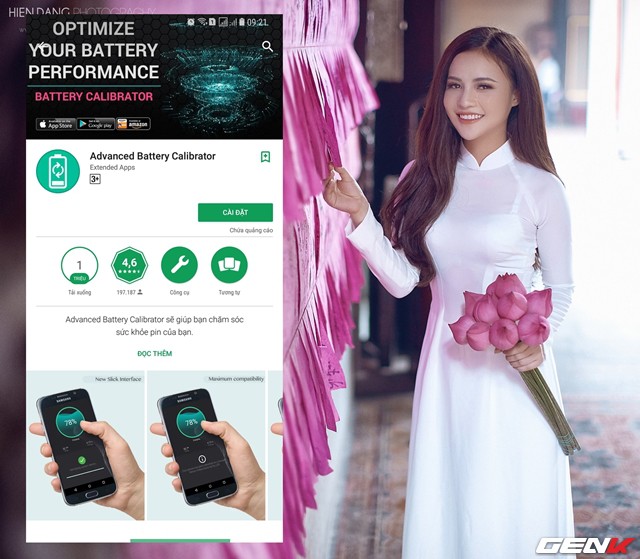 HIEN DANG PHOTOGRAPHY
09:21
OPTIMIZE
YOUR BATTERY
PERFORMANCE
BATTERY CALIBRATOR
App Store
Google play
amazon
Advanced Battery Calibrator
Extended Apps
3+
CÀI ĐẶT
Chứa quảng cáo
1
TRIỆU
4,6
Tải xuống
197.187
Công cụ
Tương tự
Advanced Battery Calibrator sẽ giúp bạn chăm sóc
sức khỏe pin của bạn.
ĐỌC THÊM
New Slick Interface
Maximum compatibility
SAMSUNG
78%
SAMSUNG
78%
GENK